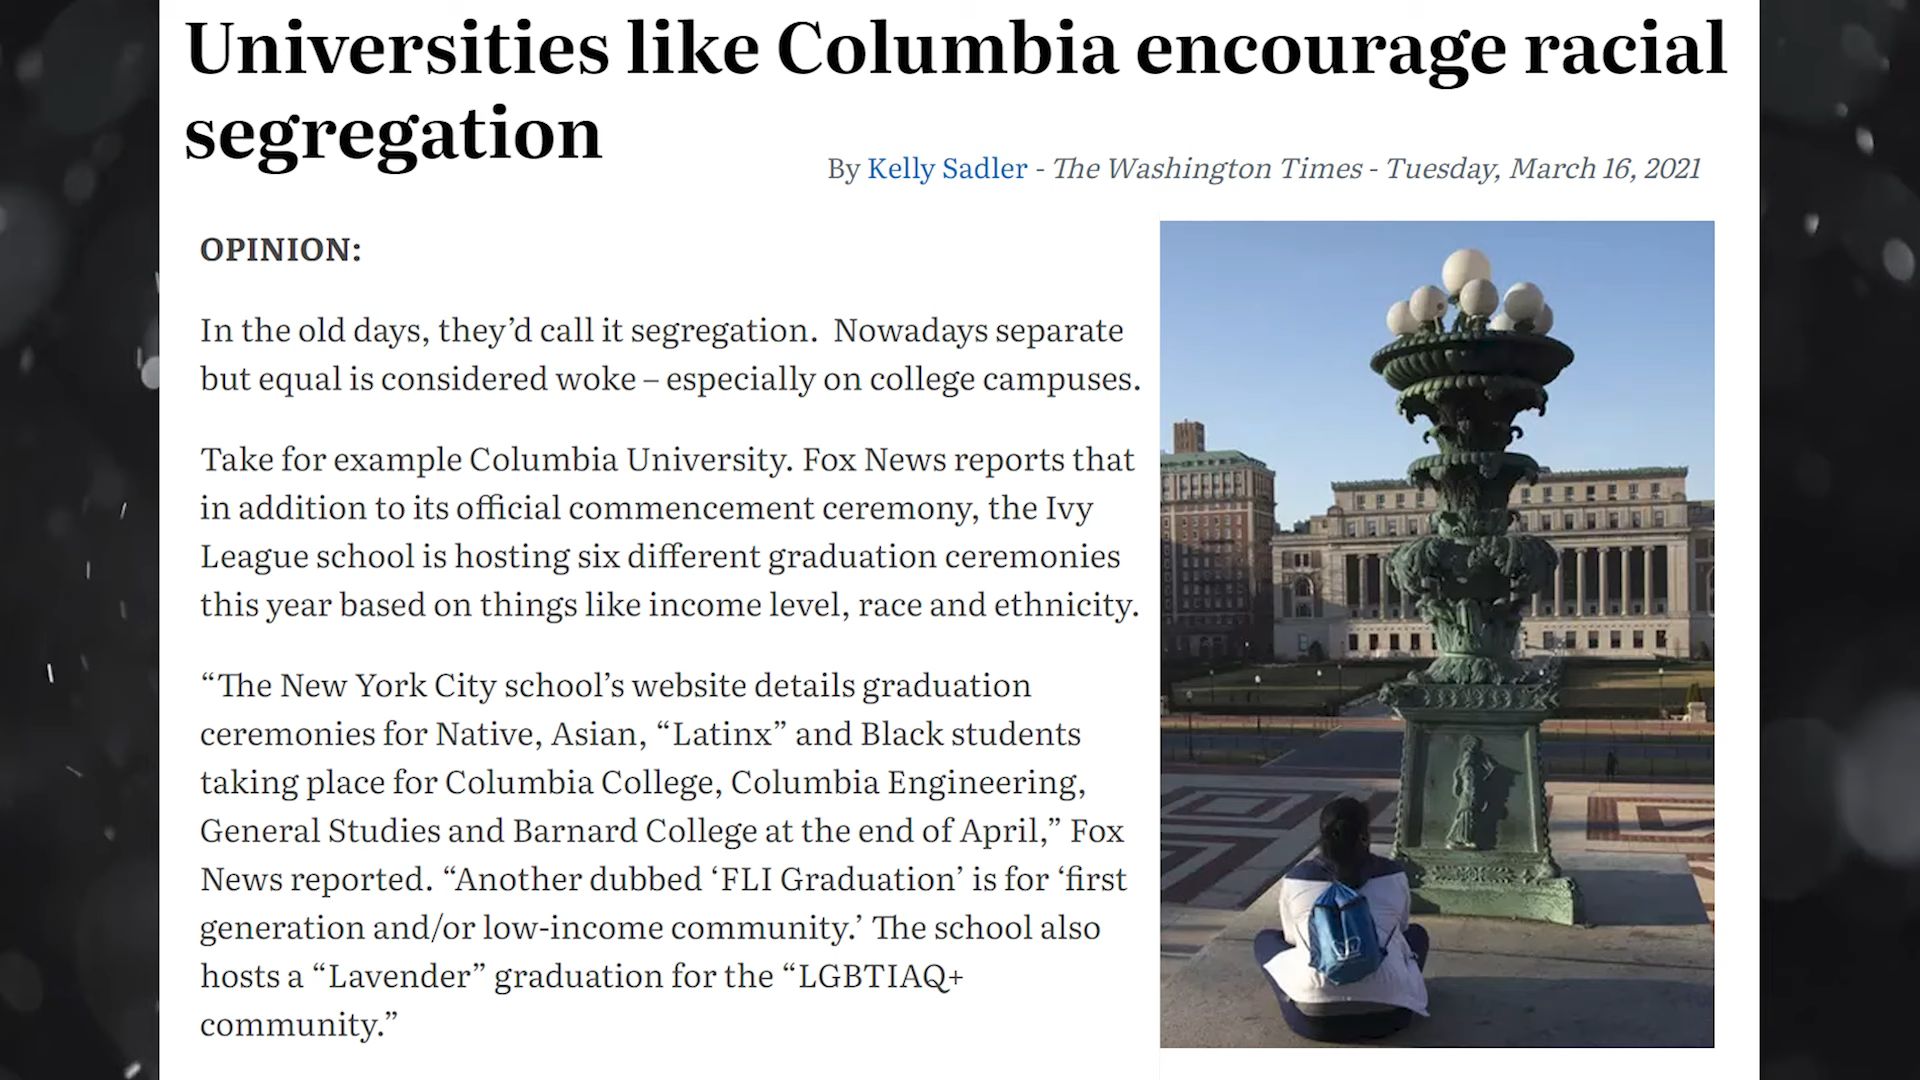 Universities like Columbia encourage racial
segregation
By Kelly Sadler - The Washington Times - Tuesday, March 16, 2021
OPINION:
In the old days, they’d call it segregation.  Nowadays separate
but equal is considered woke – especially on college campuses.
Take for example Columbia University. Fox News reports that
in addition to its official commencement ceremony, the Ivy
League school is hosting six different graduation ceremonies
this year based on things like income level, race and ethnicity.
“The New York City school’s website details graduation
ceremonies for Native, Asian, “Latinx” and Black students
taking place for Columbia College, Columbia Engineering,
General Studies and Barnard College at the end of April,” Fox
News reported. “Another dubbed ‘FLI Graduation’ is for ‘first
generation and/or low-income community.’ The school also
hosts a “Lavender” graduation for the “LGBTIAQ+
community.”